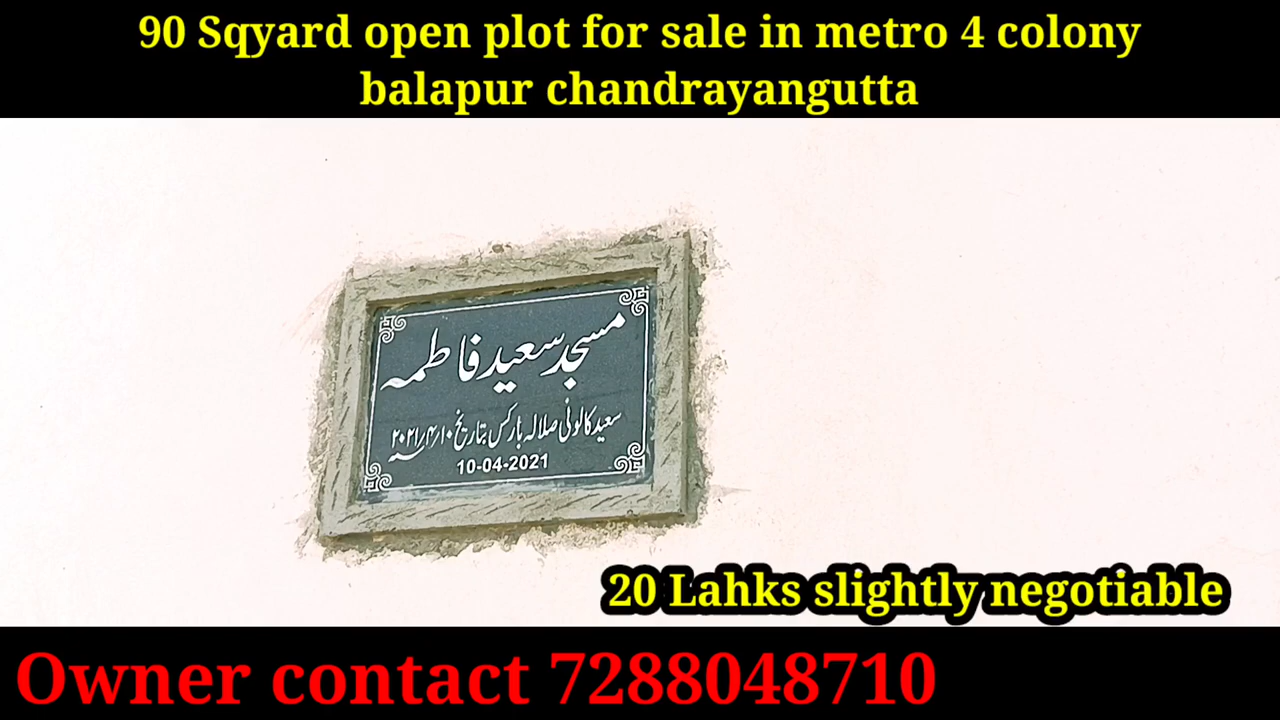 90 Sqyard open plot for sale in metro 4 colony
balapur chandrayangutta
مسجد سعید فاطمہ
سعید کالونی صلالہ بارکس بتاریخ ۱۰/۴/۲۰۲۱
10-04-2021
20 Lahks slightly negotiable
Owner contact 7288048710